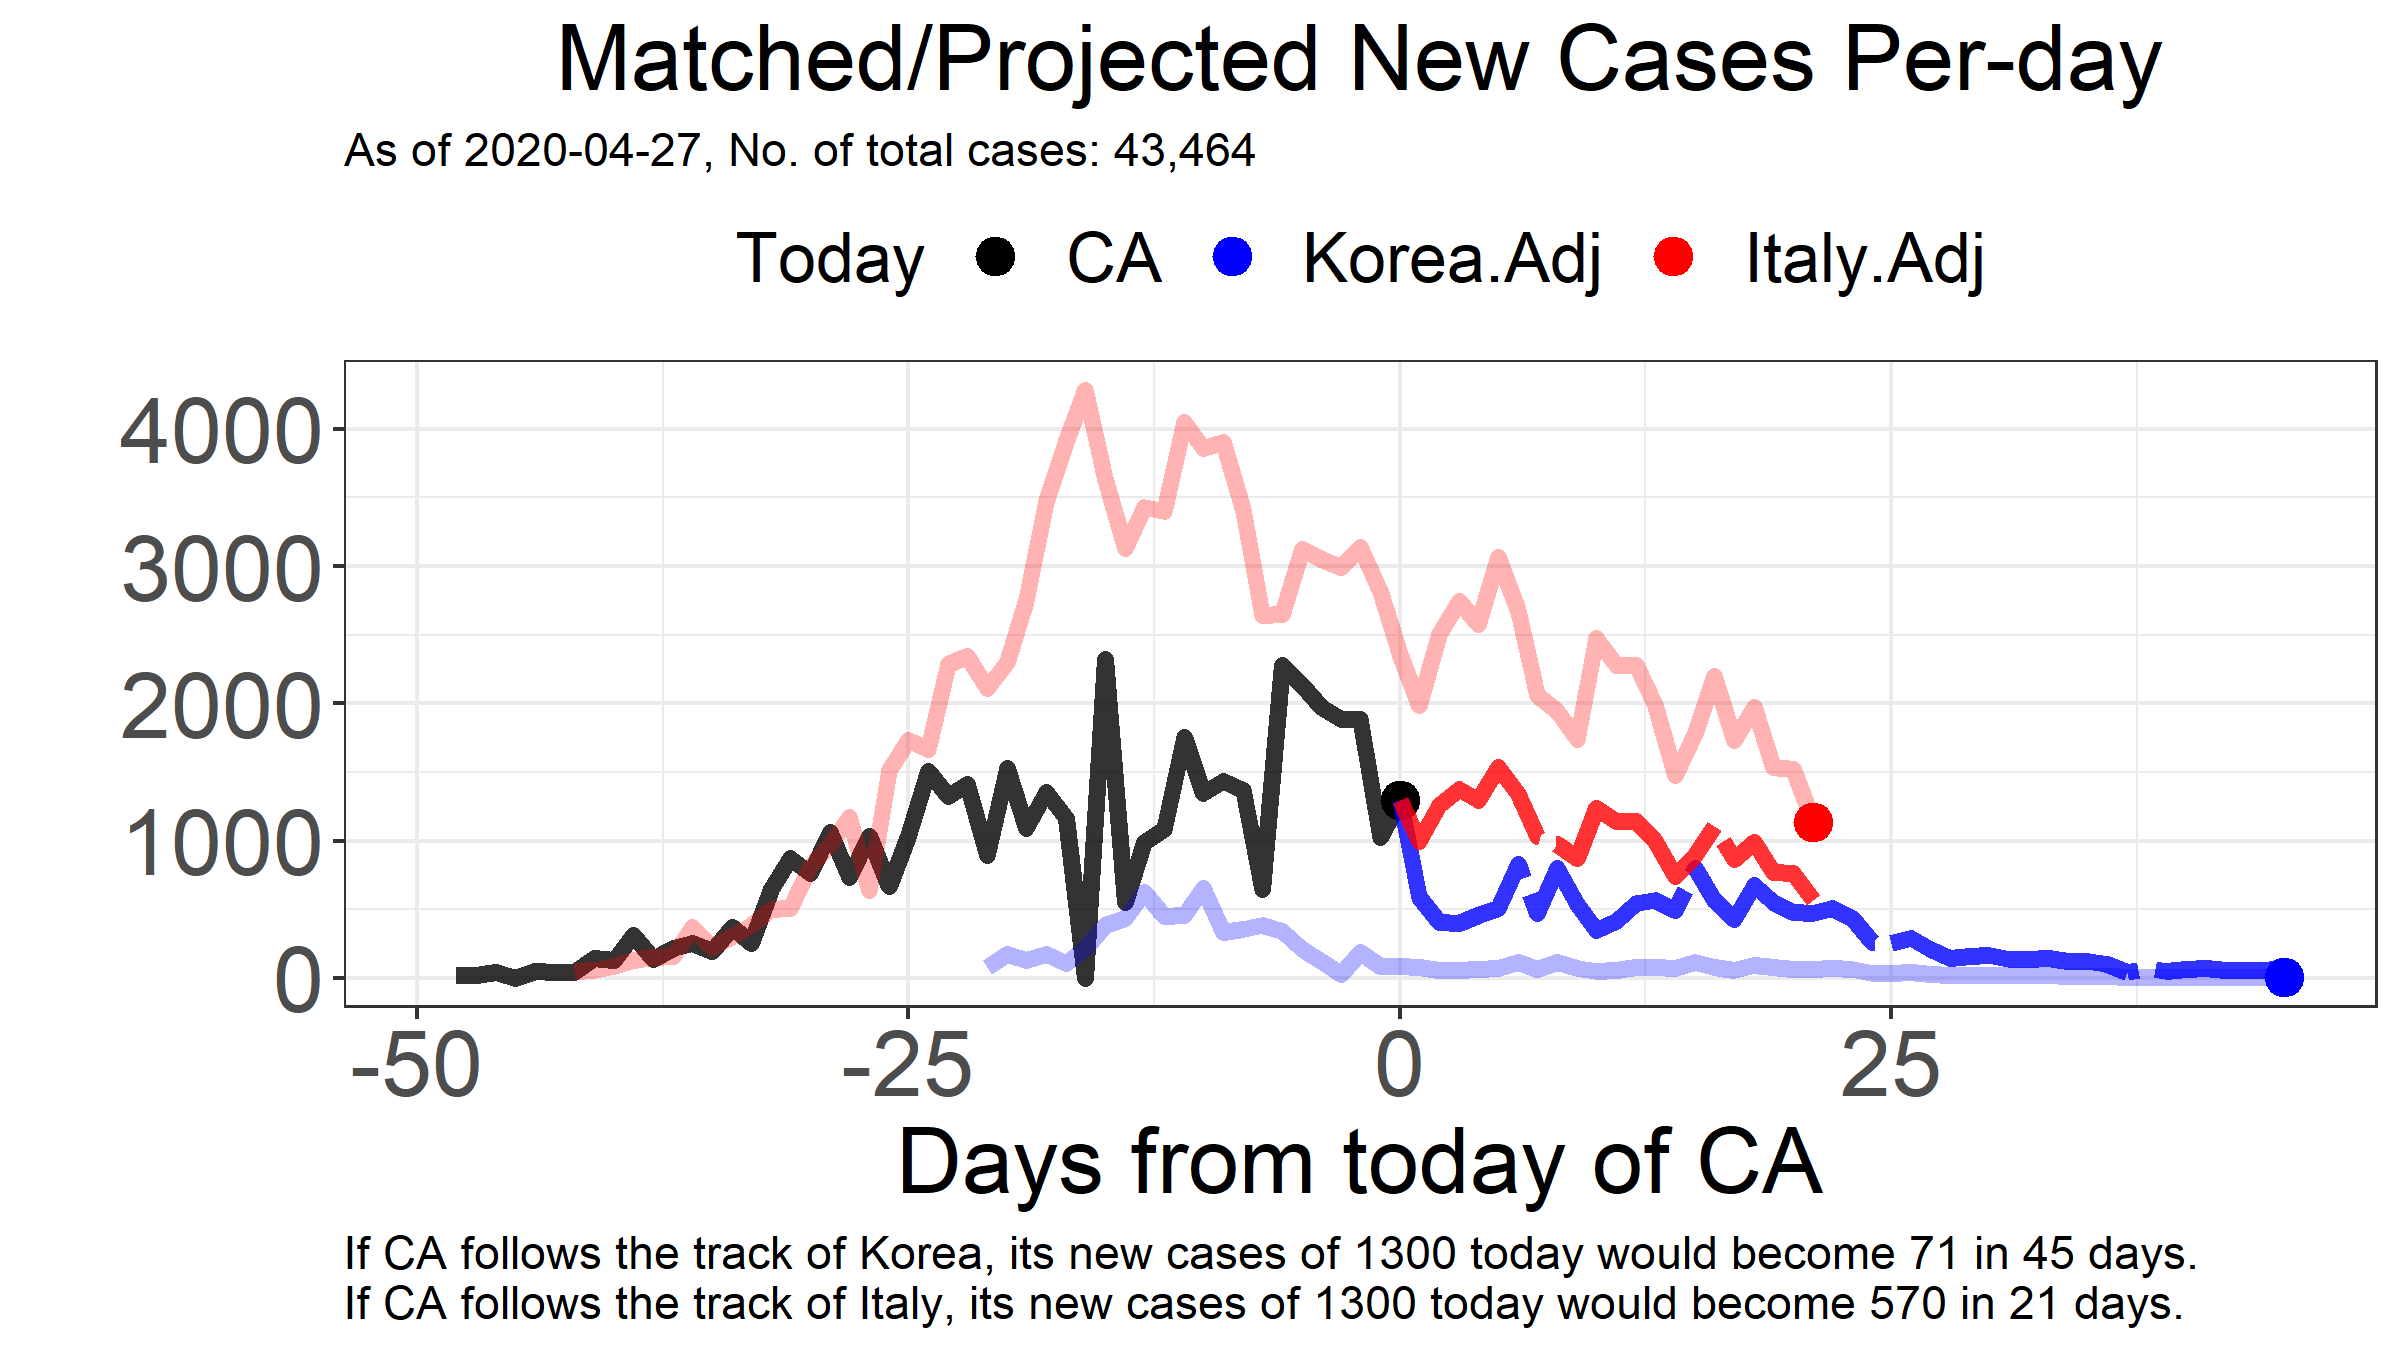 Matched/Projected New Cases Per-day
As of 2020-04-27, No. of total cases: 43,464
Today CA Korea.Adj Italy.Adj
4000
3000
2000
1000
0
-50 -25 0 25
Days from today of CA
If CA follows the track of Korea, its new cases of 1300 today would become 71 in 45 days.
If CA follows the track of Italy, its new cases of 1300 today would become 570 in 21 days.